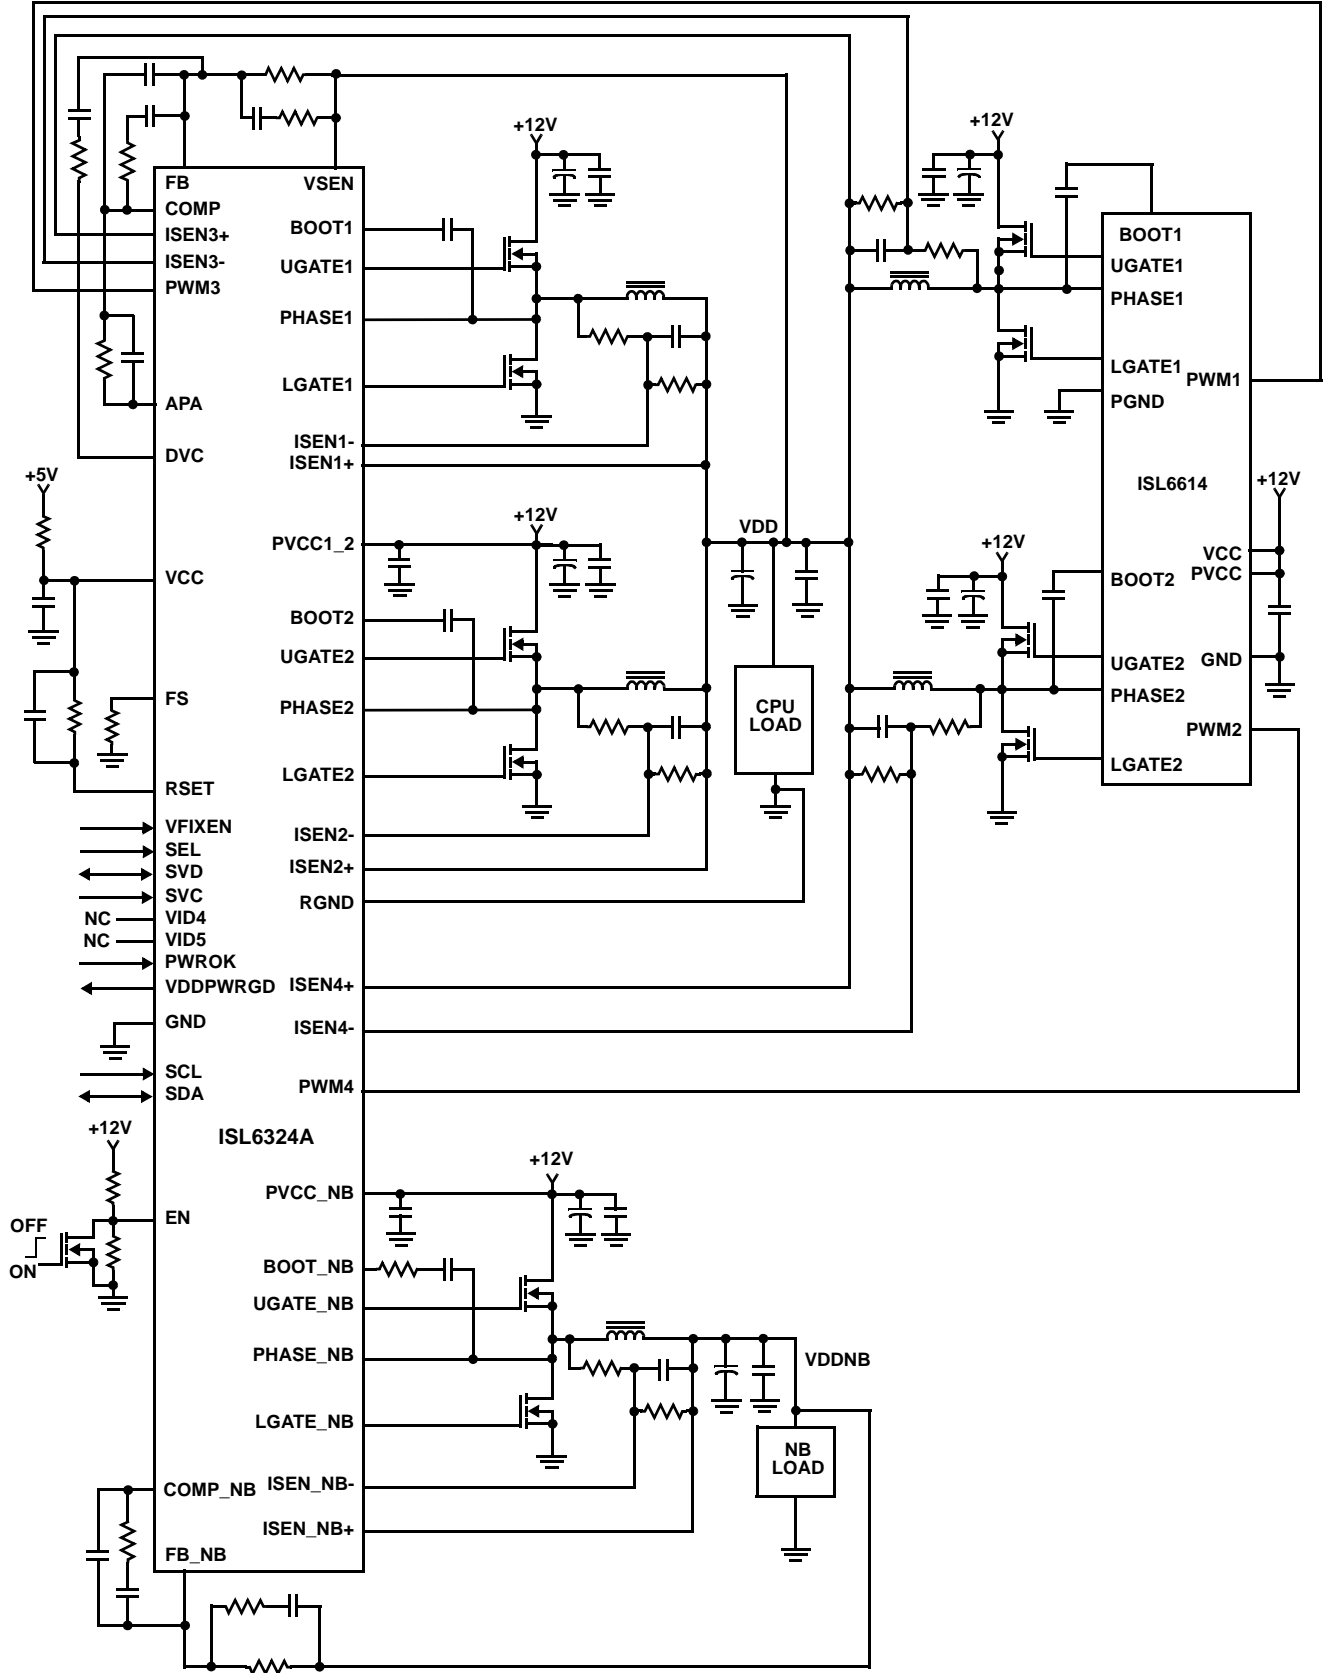 +12V
+12V
FB
VSEN
COMP
BOOT1
ISEN3+
ISEN3-
UGATE1
PWM3
PHASE1
LGATE1
APA
ISEN1-
ISEN1+
DVC
BOOT1
UGATE1
PHASE1
LGATE1
PWM1
PGND
ISL6614
+5V
+12V
+12V
VDD
+12V
PVCC1_2
VCC
VCC
PVCC
BOOT2
BOOT2
UGATE2
UGATE2
GND
FS
PHASE2
PHASE2
CPU
LOAD
PWM2
LGATE2
LGATE2
RSET
VFIXEN
ISEN2-
SEL
SVD
ISEN2+
SVC
RGND
NC
VID4
NC
VID5
PWROK
VDDPWRGD
ISEN4+
GND
ISEN4-
SCL
SDA
PWM4
+12V
ISL6324A
+12V
PVCC_NB
EN
OFF
ON
BOOT_NB
UGATE_NB
PHASE_NB
VDDNB
LGATE_NB
NB
LOAD
COMP_NB
ISEN_NB-
ISEN_NB+
FB_NB